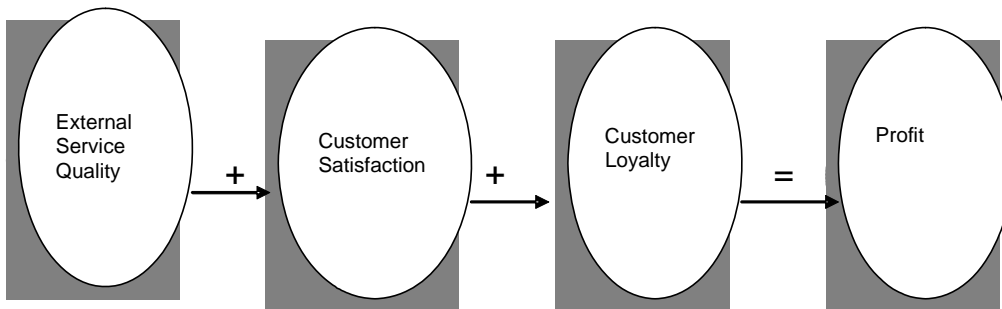 External
Service
Quality
+
Customer
Satisfaction
+
Customer
Loyalty
=
Profit